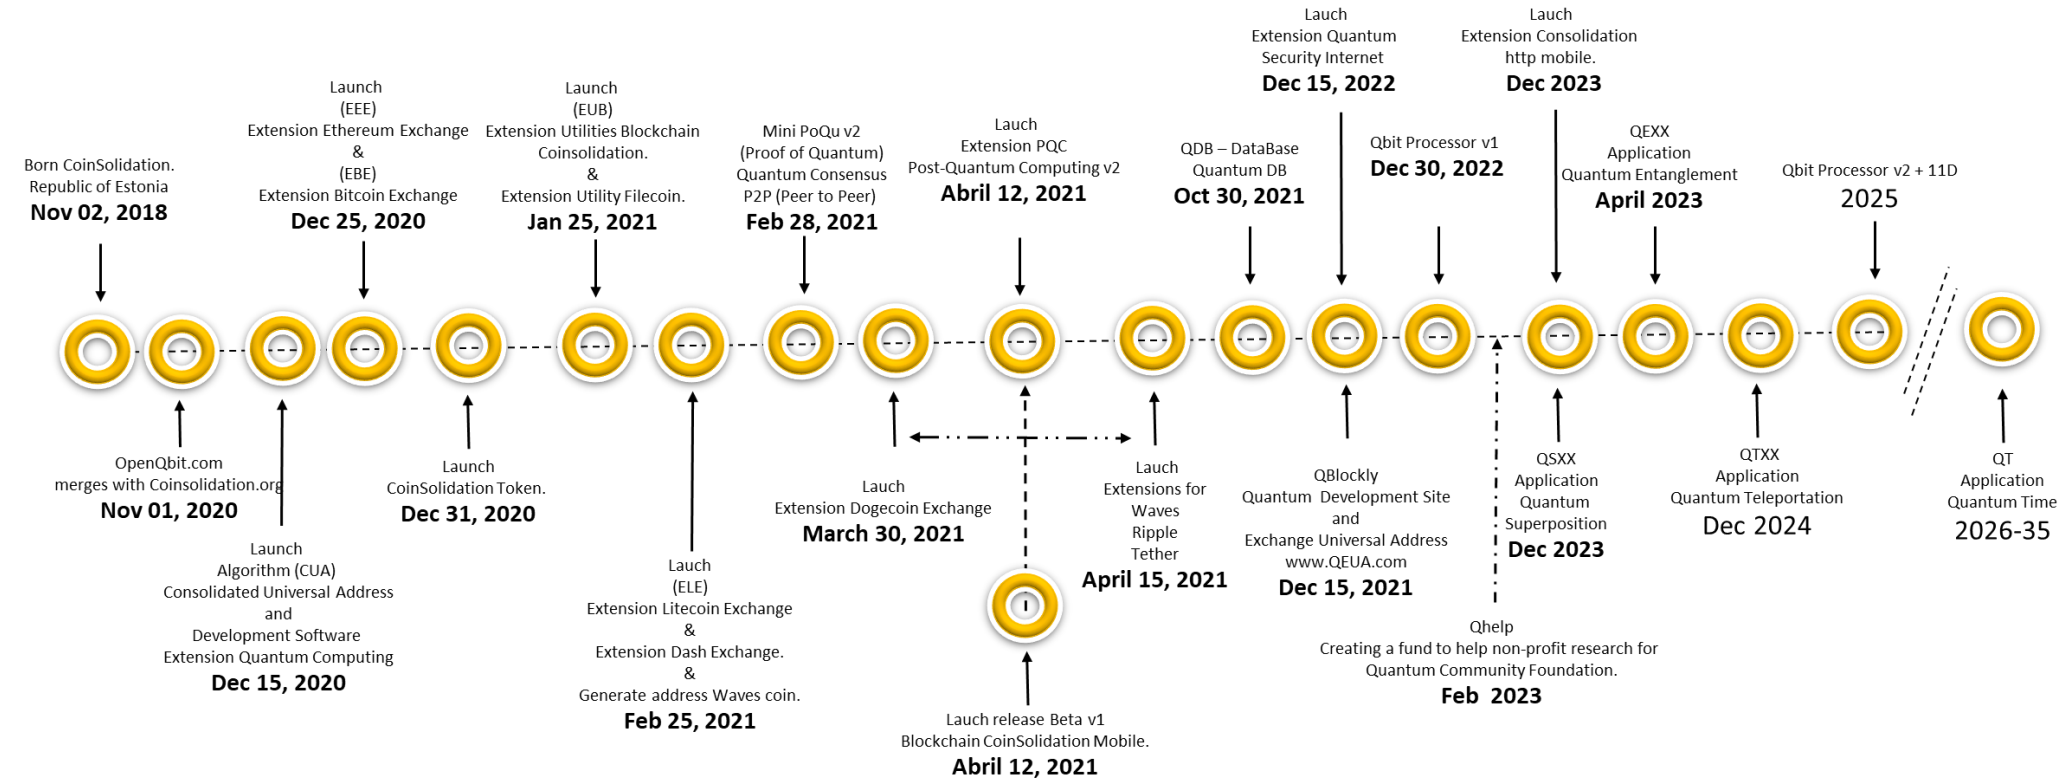 Born CoinSolidation.
Republic of Estonia
Nov 02, 2018
OpenQbit.com
merges with Coinsolidation.org
Nov 01, 2020
Launch
Algorithm (CUA)
Consolidated Universal Address
and
Development Software
Extension Quantum Computing
Dec 15, 2020
Launch
(EEE)
Extension Ethereum Exchange
&
(EBE)
Extension Bitcoin Exchange
Dec 25, 2020
Launch
CoinSolidation Token.
Dec 31, 2020
Launch
(EUB)
Extension Utilities Blockchain
Coinsolidation.
&
Extension Utility Filecoin.
Jan 25, 2021
Lauch
(ELE)
Extension Litecoin Exchange
&
Extension Dash Exchange.
&
Generate address Waves coin.
Feb 25, 2021
Mini PoQu v2
(Proof of Quantum)
Quantum Consensus
P2P (Peer to Peer)
Feb 28, 2021
Lauch
Extension Dogecoin Exchange
March 30, 2021
Lauch
Extension PQC
Post-Quantum Computing v2
Abril 12, 2021
Lauch release Beta v1
Blockchain CoinSolidation Mobile.
Abril 12, 2021
Lauch
Extensions for
Waves
Ripple
Tether
April 15, 2021
QDB – DataBase
Quantum DB
Oct 30, 2021
Lauch
Extension Quantum
Security Internet
Dec 15, 2022
QBlockly
Quantum Development Site
and
Exchange Universal Address
www.QEUA.com
Dec 15, 2021
Qbit Processor v1
Dec 30, 2022
Qhelp
Creating a fund to help non-profit research for
Quantum Community Foundation.
Feb 2023
Lauch
Extension Consolidation
http mobile.
Dec 2023
QSXX
Application
Quantum
Superposition
Dec 2023
QEXX
Application
Quantum Entanglement
April 2023
QTXX
Application
Quantum Teleportation
Dec 2024
Qbit Processor v2 + 11D
2025
QT
Application
Quantum Time
2026-35